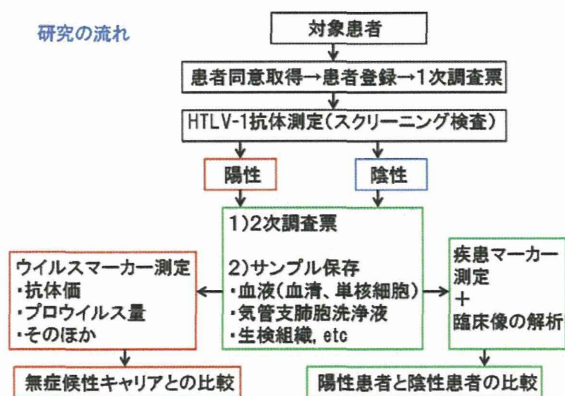 研究の流れ
対象患者
患者同意取得→患者登録→1次調査票
HTLV-1抗体測定(スクリーニング検査)
陽性
陰性
1)2次調査票
2)サンプル保存
・血液(血清、単核細胞)
・気管支肺胞洗浄液
・生検組織, etc
ウイルスマーカー測定
・抗体価
・プロウイルス量
・そのほか
疾患マーカー
測定
+
臨床像の解析
無症候性キャリアとの比較
陽性患者と陰性患者の比較